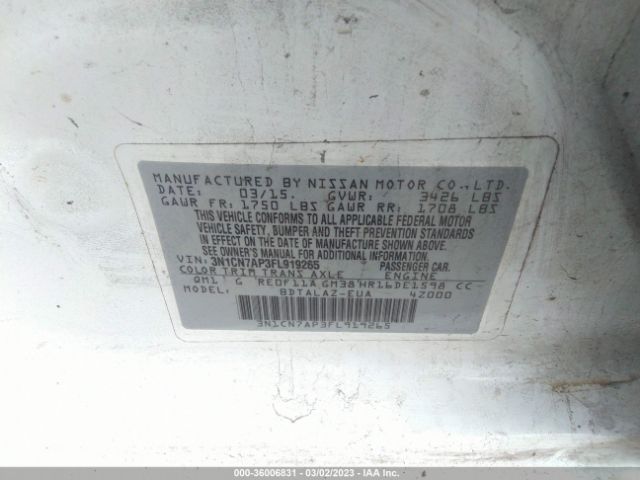 MANUFACTURED BY NISSAN MOTOR CO.,LTD.
DATE: 03/15. GVWR: 3426 LBS
GAWR FR: 1750 LBS GAWR RR: 1708 LBS
THIS VEHICLE CONFORMS TO ALL APPLICABLE FEDERAL MOTOR
VEHICLE SAFETY, BUMPER AND THEFT PREVENTION STANDARDS
IN EFFECT ON THE DATE OF MANUFACTURE SHOWN ABOVE.
SEE OWNER'S MANUAL FOR ADDITIONAL INFORMATION
VIN: 3N1CN7AP3FL919265 PASSENGER CAR.
COLOR TRIM TRANS AXLE ENGINE
QM1 G RE0F11A GM38 HR16DE1598 CC
MODEL: BDTALAZ-EUA 42000
3N1CN7AP3FL919265
000-36006831 - 03/02/2023 - IAA Inc.